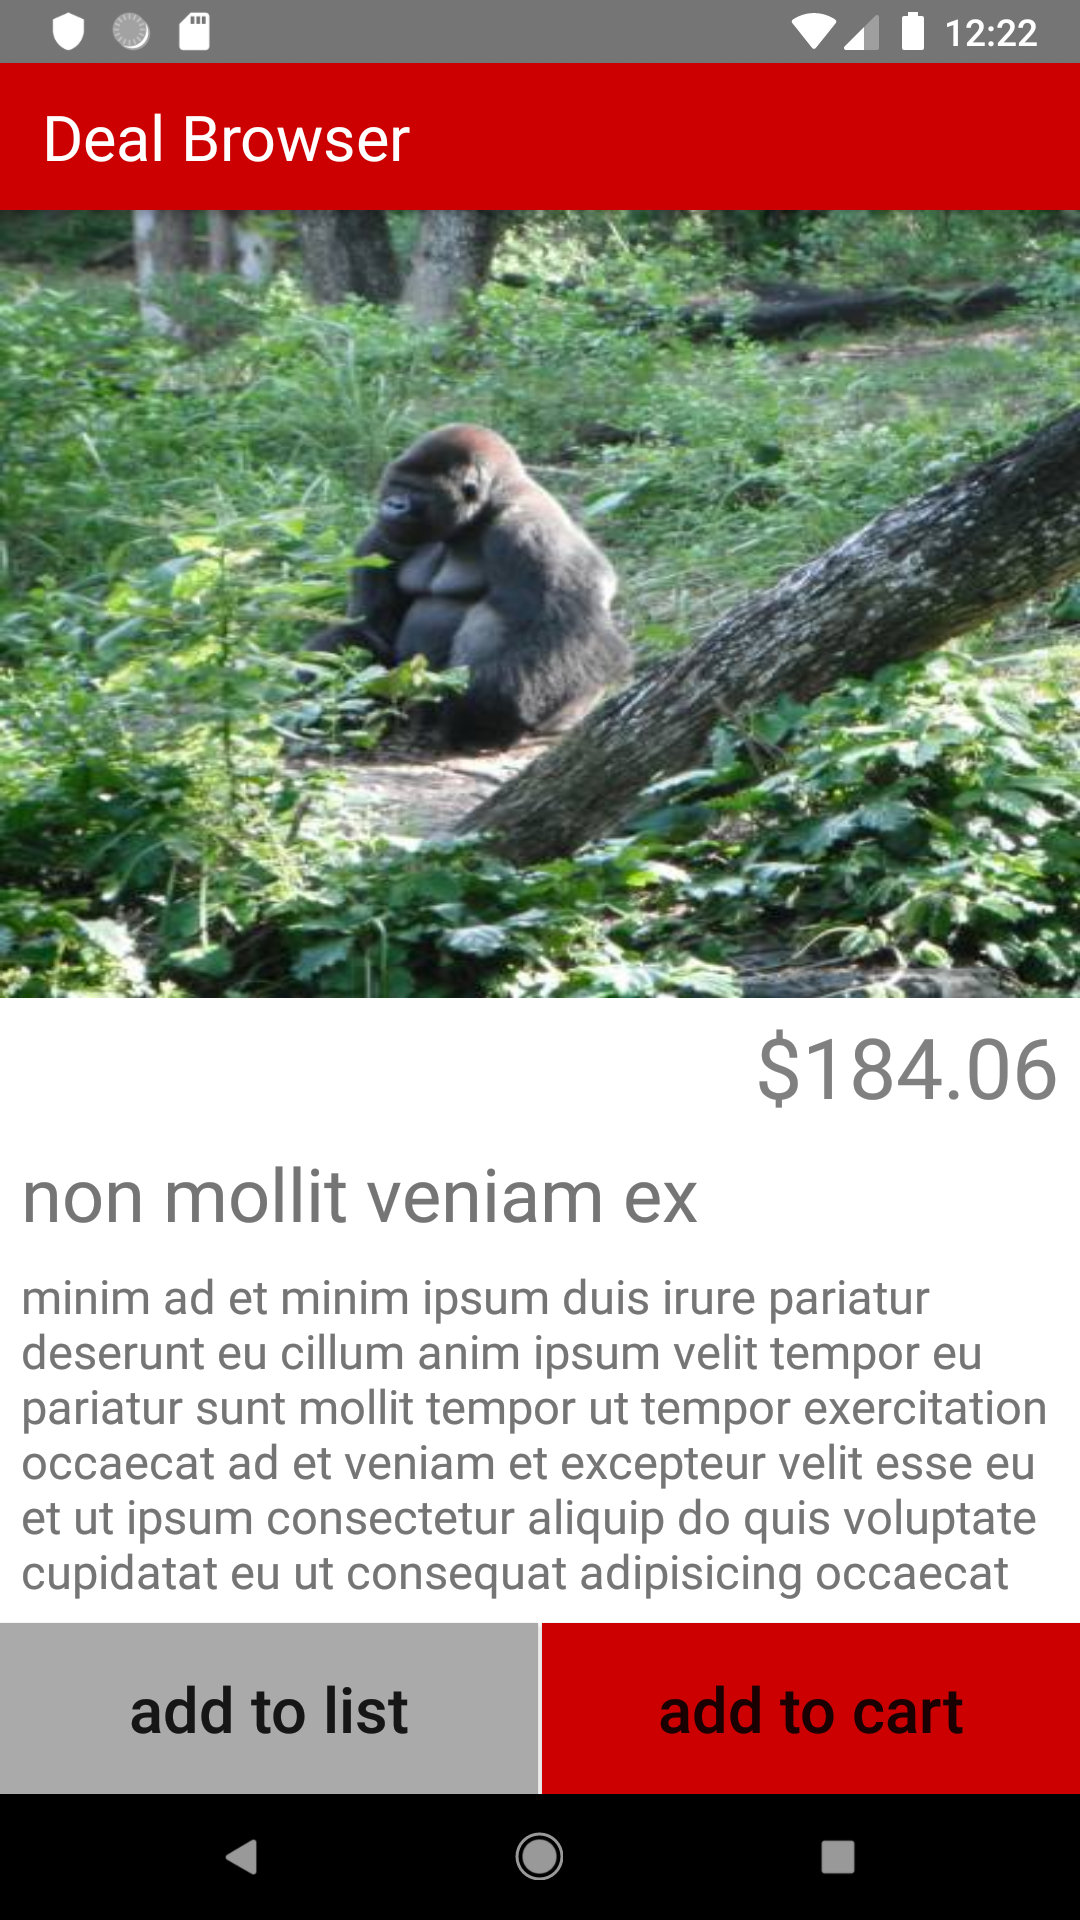 12:22
Deal Browser
$184.06
non mollit veniam ex
minim ad et minim ipsum duis irure pariatur
deserunt eu cillum anim ipsum velit tempor eu
pariatur sunt mollit tempor ut tempor exercitation
occaecat ad et veniam et excepteur velit esse eu
et ut ipsum consectetur aliquip do quis voluptate
cupidatat eu ut consequat adipisicing occaecat
add to list
add to cart